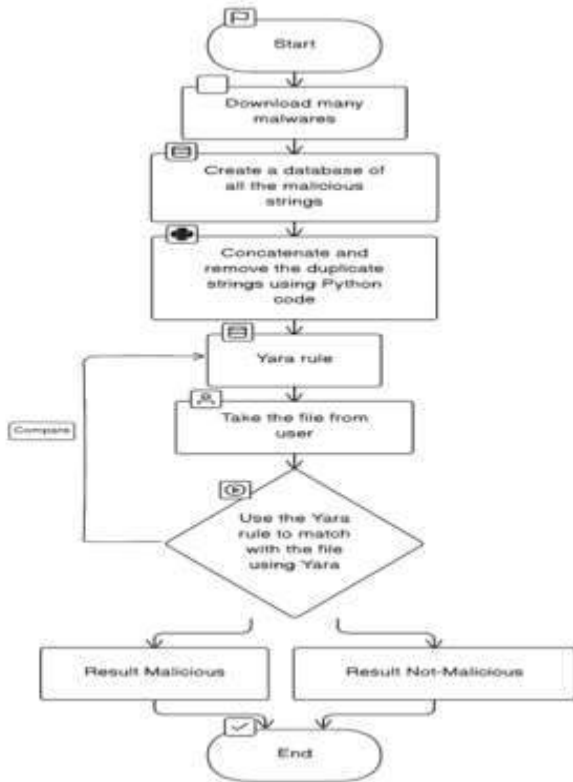 Start
Download many
malwares
Create a database of
all the malicious
strings
Concatenate and
remove the duplicate
strings using Python
code
Yara rule
Compare
Take the file from
user
Use the Yara
rule to match
with the file
using Yara
Result Malicious
Result Not-Malicious
End